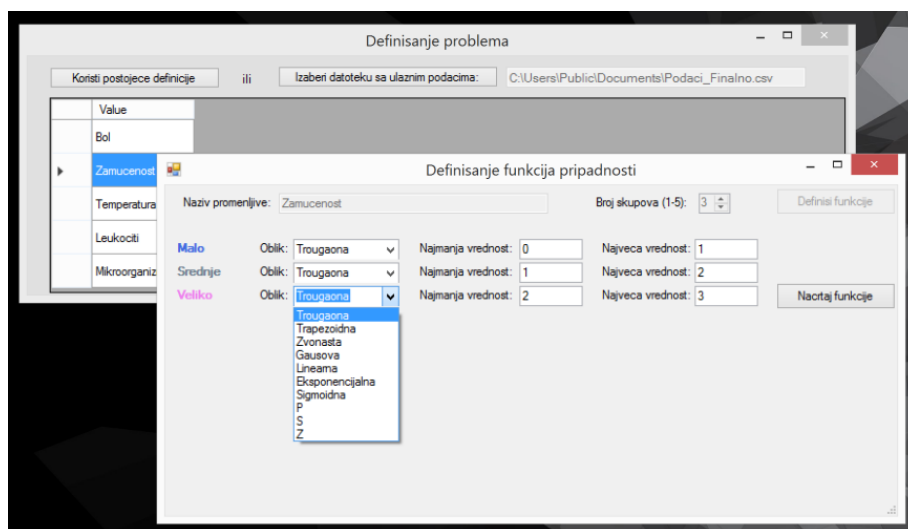 Definisanje problema
Koristi postojece definicije ili Izaberi datoteku sa ulaznim podacima: C:\Users\Public\Documents\Podaci_Finalno.csv
Value
Bol
Zamucenost
Temperatura
Leukociti
Mikroorganiz
Definisanje funkcija pripadnosti
Naziv promenljive: Zamucenost Broj skupova (1-5): 3 Definisi funkcije
Malo Oblik: Trougaona Najmanja vrednost: 0 Najveca vrednost: 1
Srednje Oblik: Trougaona Najmanja vrednost: 1 Najveca vrednost: 2
Veliko Oblik: Trougaona Najmanja vrednost: 2 Najveca vrednost: 3 Nacrtaj funkcije
Trougaona
Trapezoidna
Zvonasta
Gausova
Linearna
Eksponencijalna
Sigmoidna
P
S
Z